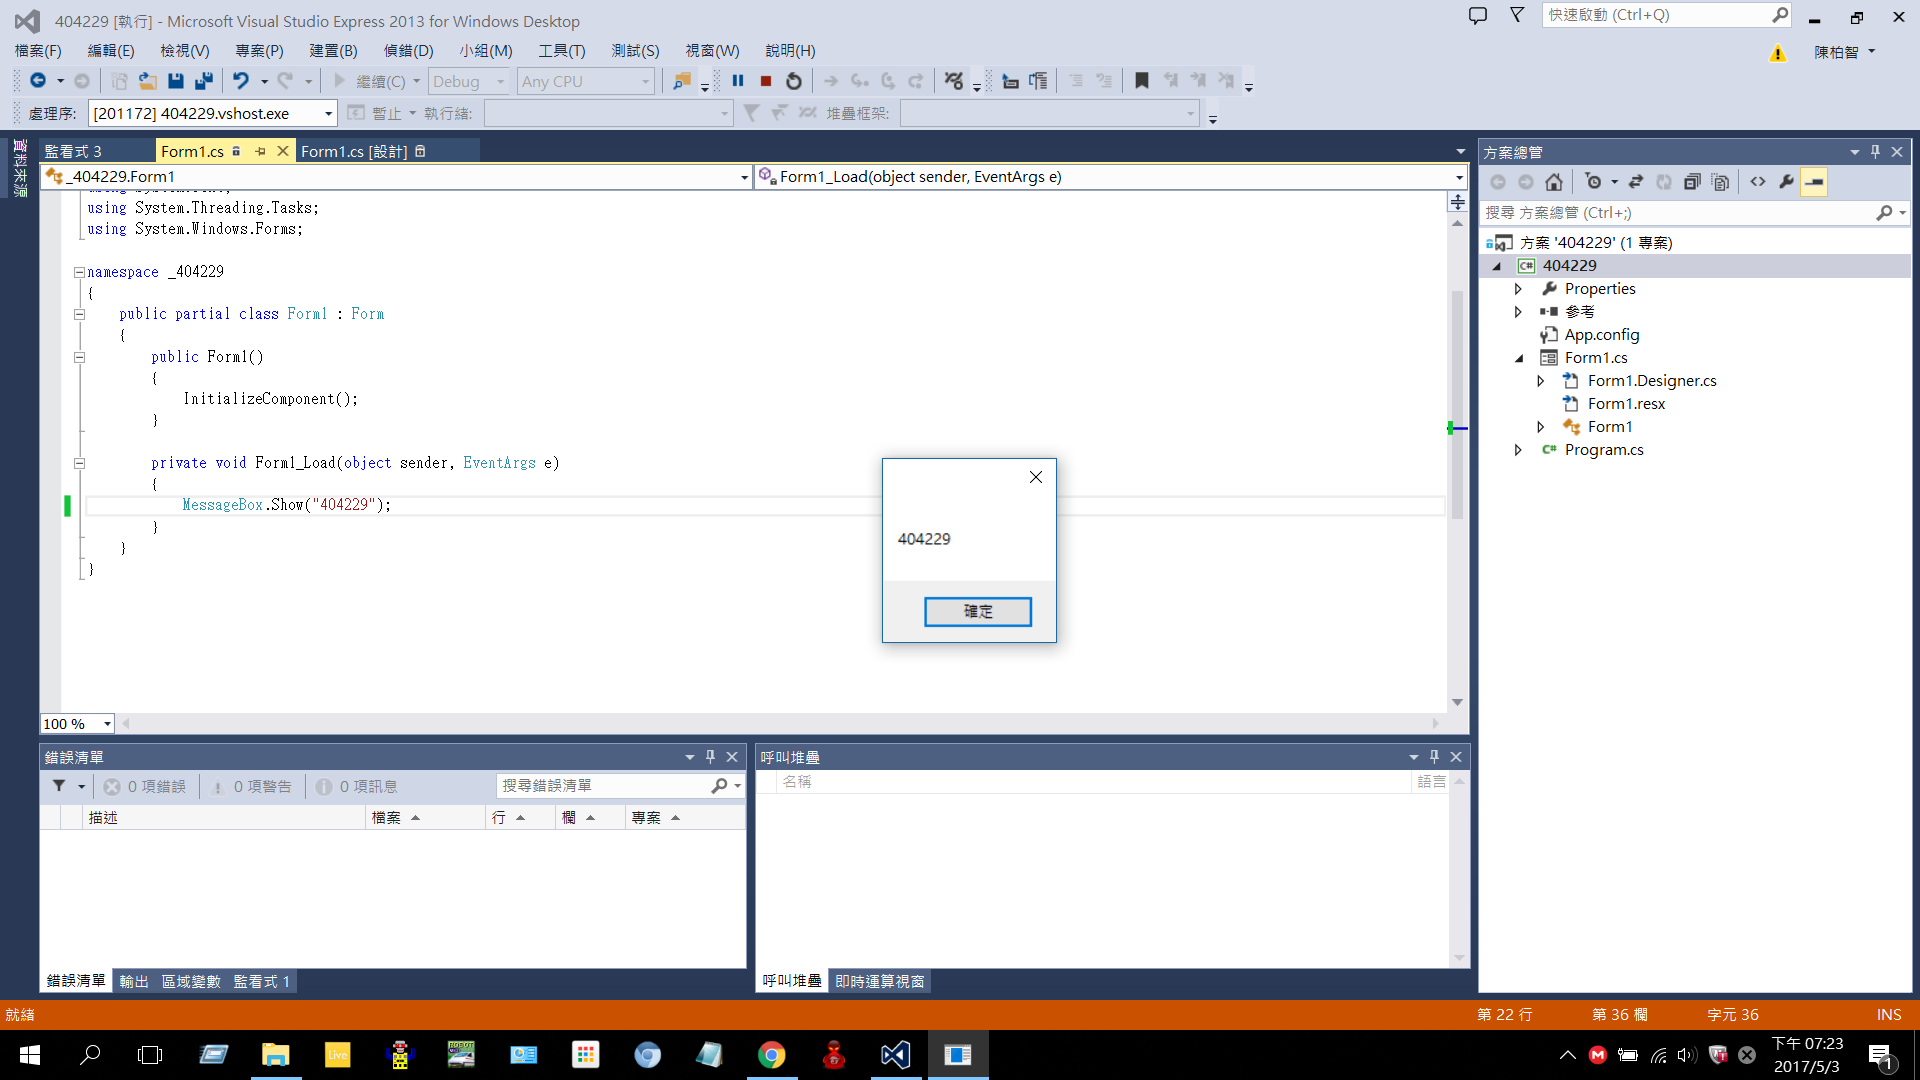 404229 [執行] - Microsoft Visual Studio Express 2013 for Windows Desktop
快速啟動 (Ctrl+Q)
檔案(F) 編輯(E) 檢視(V) 專案(P) 建置(B) 偵錯(D) 小組(M) 工具(T) 測試(S) 視窗(W) 說明(H)
陳柏智
繼續(C) Debug Any CPU
處理序: [201172] 404229.vshost.exe 暫止 執行緒: 堆疊框架:
資料來源
監看式 3 Form1.cs Form1.cs [設計]
_404229.Form1 Form1_Load(object sender, EventArgs e)
using System.Threading.Tasks;
using System.Windows.Forms;
namespace _404229
{
public partial class Form1 : Form
{
public Form1()
{
InitializeComponent();
}
private void Form1_Load(object sender, EventArgs e)
{
MessageBox.Show("404229");
}
}
}
100 %
404229
確定
方案總管
搜尋 方案總管 (Ctrl+;)
方案 '404229' (1 專案)
C# 404229
Properties
參考
App.config
Form1.cs
Form1.Designer.cs
Form1.resx
Form1
C# Program.cs
錯誤清單
0 項錯誤 0 項警告 0 項訊息 搜尋錯誤清單
描述 檔案 行 欄 專案
錯誤清單 輸出 區域變數 監看式 1
呼叫堆疊
名稱 語言
呼叫堆疊 即時運算視窗
就緒 第 22 行 第 36 欄 字元 36 INS
Live
下午 07:23
2017/5/3
1